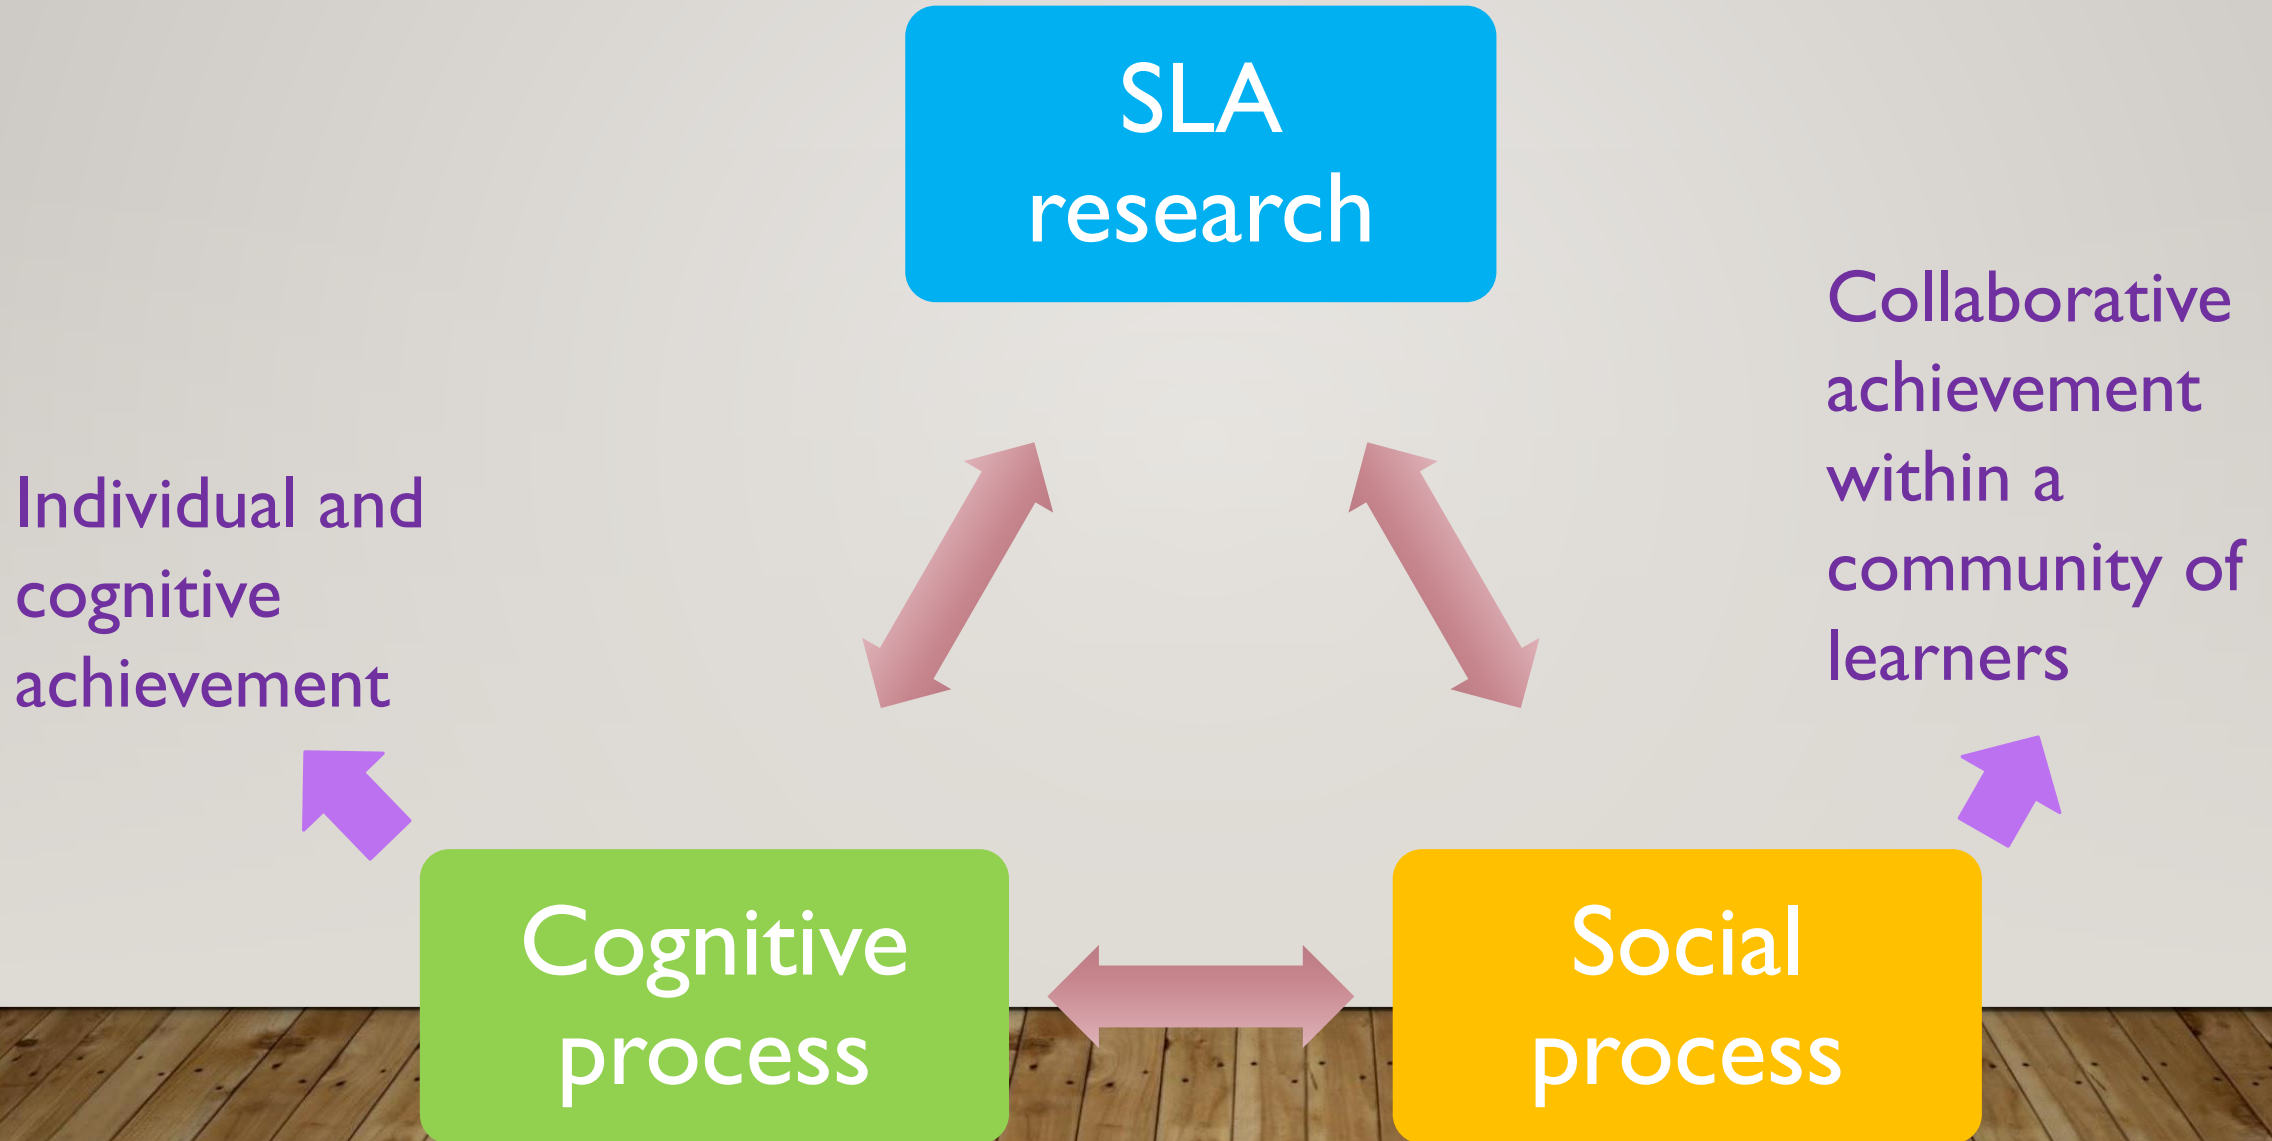 SLA
research
Individual and
cognitive
achievement
Collaborative
achievement
within a
community of
learners
Cognitive
process
Social
process